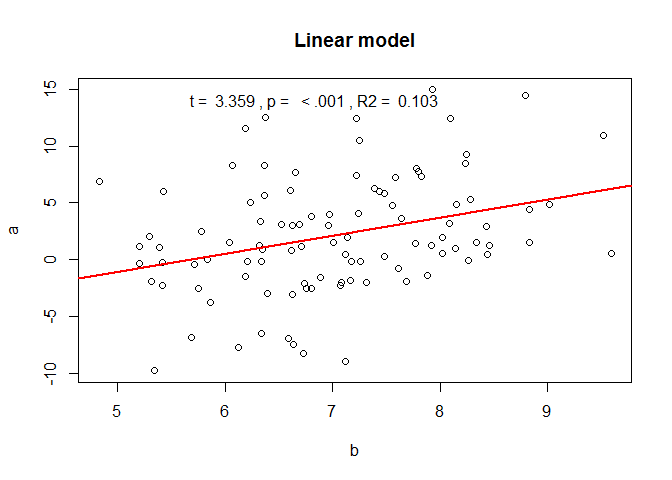 Linear model
t = 3.359 , p = < .001 , R2 = 0.103
15
10
5
0
-5
-10
a
5 6 7 8 9
b